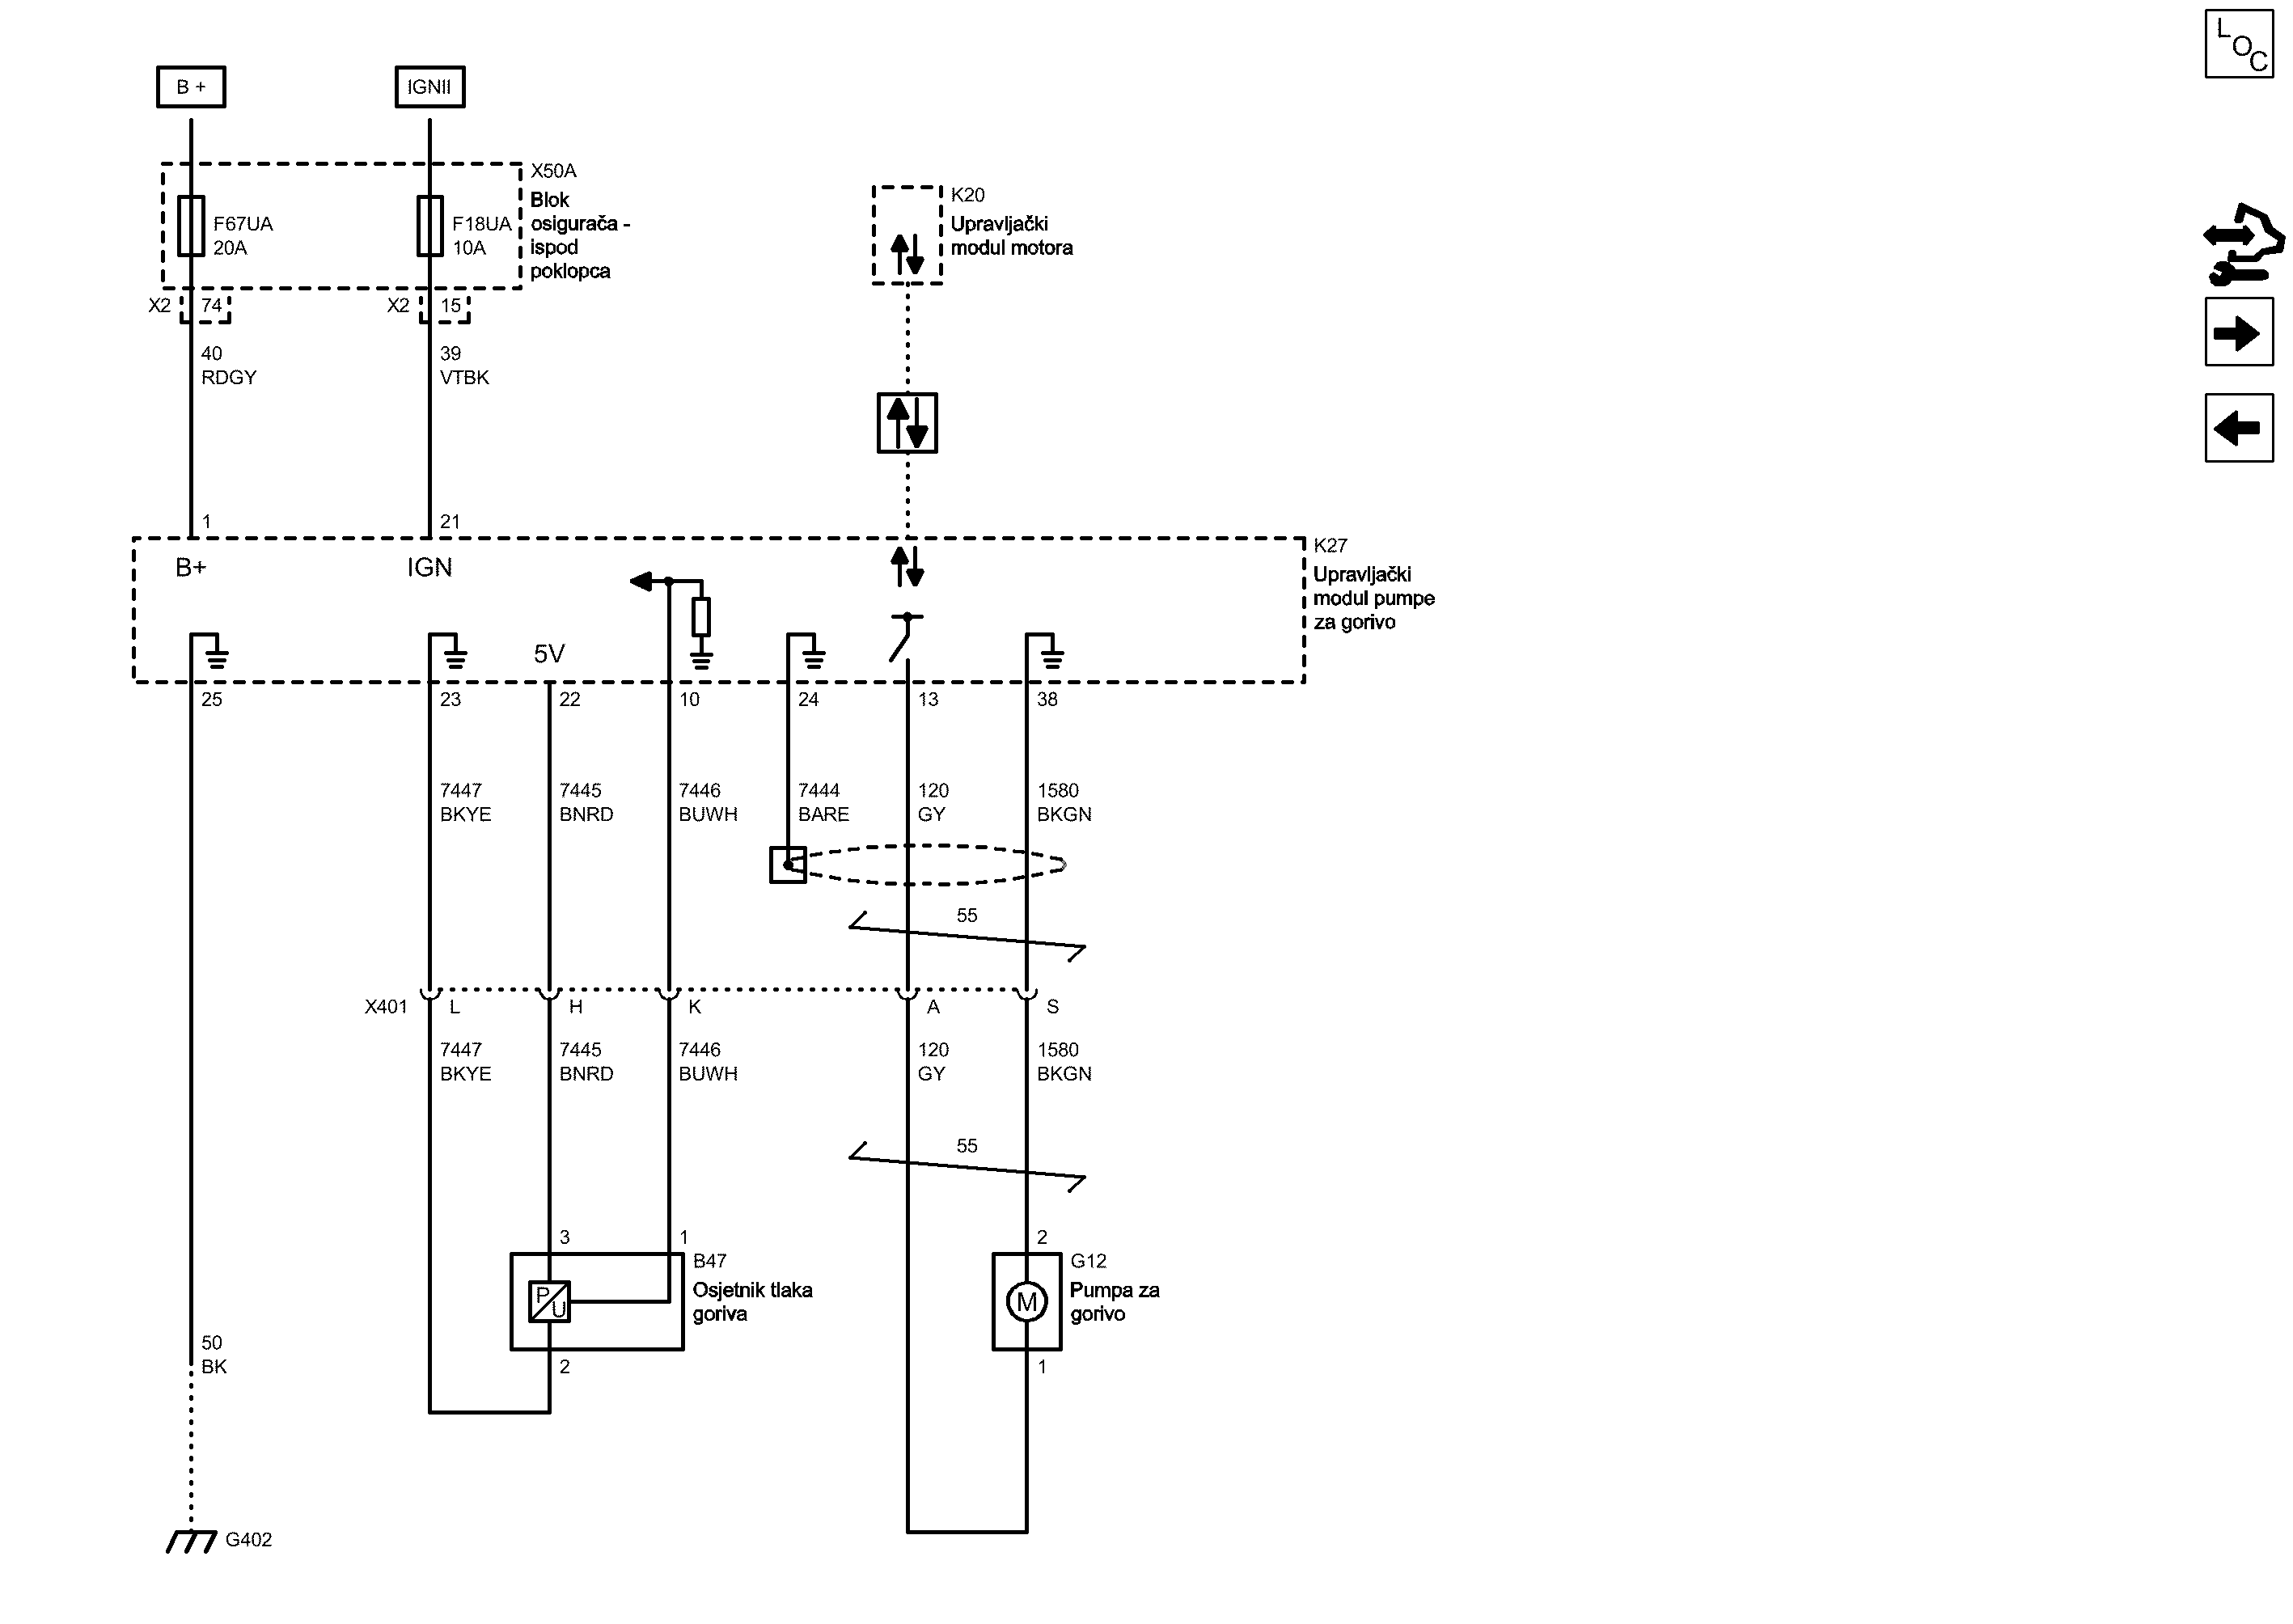 LOC
B +
IGNII
X50A
Blok
osigurača -
ispod
poklopca
F67UA
20A
F18UA
10A
K20
Upravljački
modul motora
X2
74
X2
15
40
RDGY
39
VTBK
1
21
B+
IGN
K27
Upravljački
modul pumpe
za gorivo
5V
25
23
22
10
24
13
38
7447
BKYE
7445
BNRD
7446
BUWH
7444
BARE
120
GY
1580
BKGN
55
X401
L
H
K
A
S
7447
BKYE
7445
BNRD
7446
BUWH
120
GY
1580
BKGN
55
3
1
2
B47
Osjetnik tlaka
goriva
P
U
G12
Pumpa za
gorivo
M
50
BK
2
1
G402